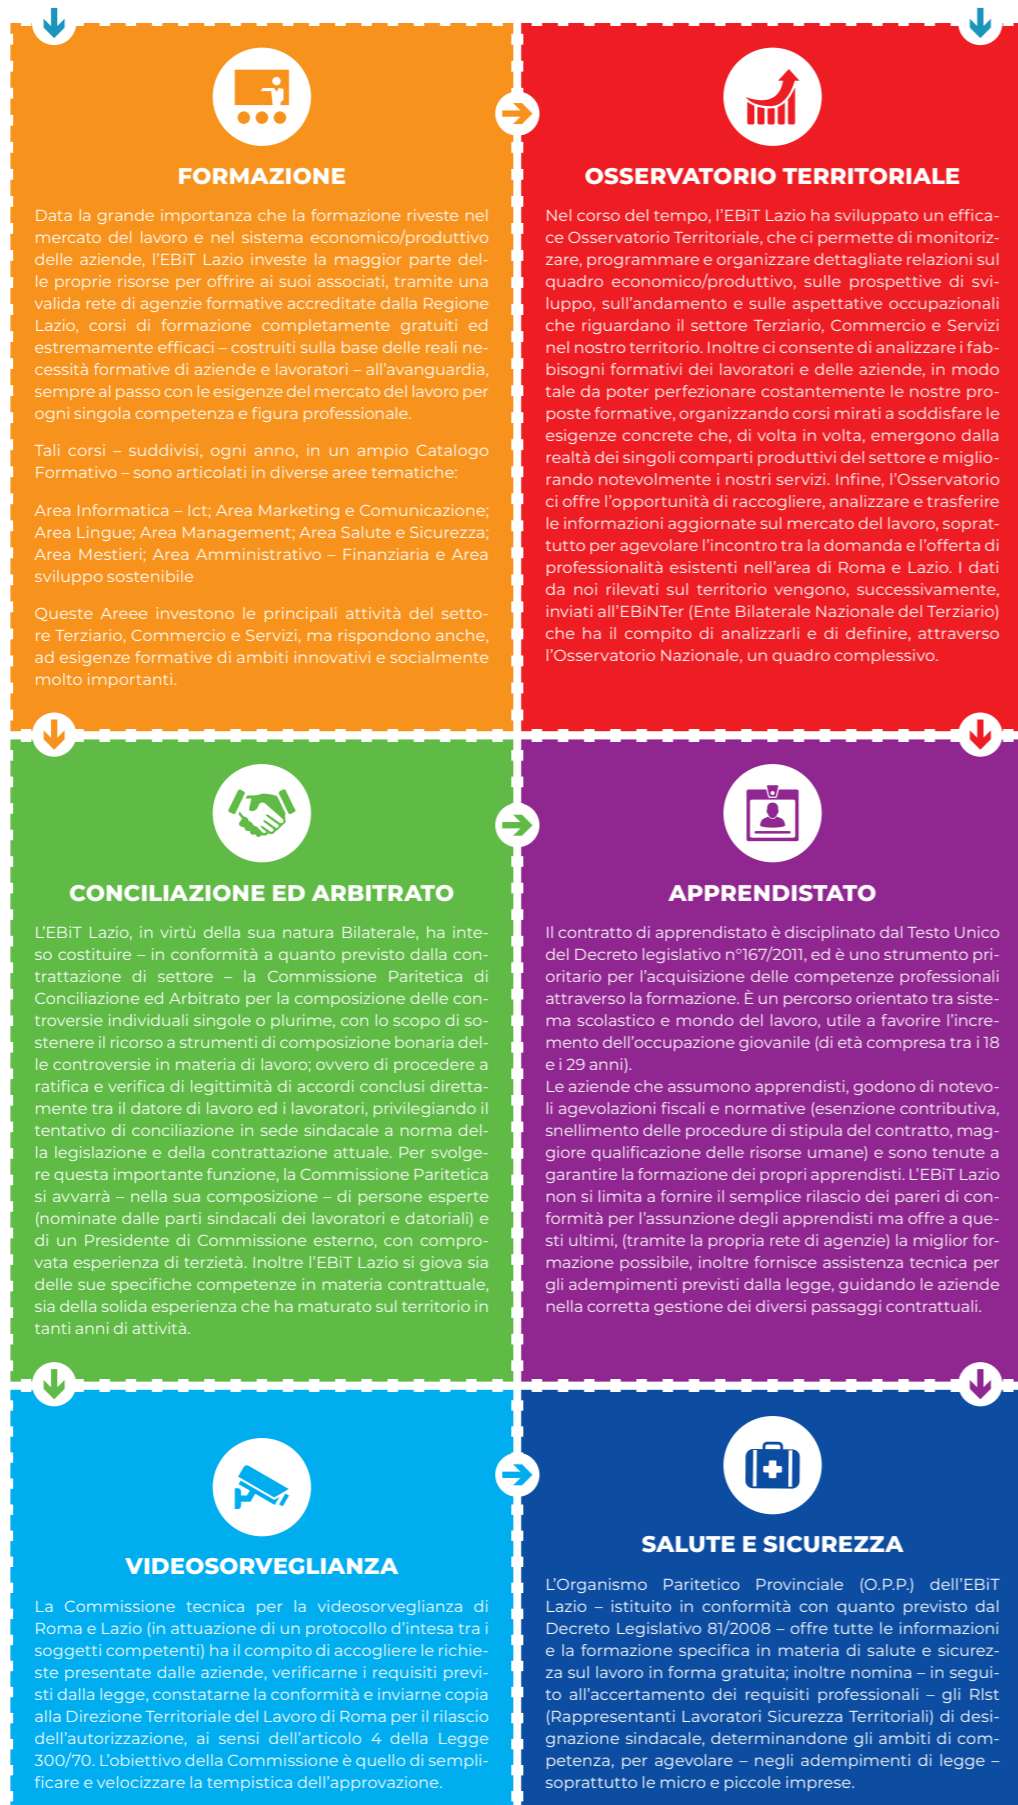 FORMAZIONE
Data la grande importanza che la formazione riveste nel
mercato del lavoro e nel sistema economico/produttivo
delle aziende, l'EBiT Lazio investe la maggior parte del-
le proprie risorse per offrire ai suoi associati, tramite una
valida rete di agenzie formative accreditate dalla Regione
Lazio, corsi di formazione completamente gratuiti ed
estremamente efficaci – costruiti sulla base delle reali ne-
cessità formative di aziende e lavoratori – all'avanguardia,
sempre al passo con le esigenze del mercato del lavoro per
ogni singola competenza e figura professionale.
Tali corsi – suddivisi, ogni anno, in un ampio Catalogo
Formativo – sono articolati in diverse aree tematiche:
Area Informatica – Ict; Area Marketing e Comunicazione;
Area Lingue; Area Management; Area Salute e Sicurezza;
Area Mestieri; Area Amministrativo – Finanziaria e Area
sviluppo sostenibile
Queste Areee investono le principali attività del setto-
re Terziario, Commercio e Servizi, ma rispondono anche,
ad esigenze formative di ambiti innovativi e socialmente
molto importanti.
OSSERVATORIO TERRITORIALE
Nel corso del tempo, l'EBiT Lazio ha sviluppato un effica-
ce Osservatorio Territoriale, che ci permette di monitoriz-
zare, programmare e organizzare dettagliate relazioni sul
quadro economico/produttivo, sulle prospettive di svi-
luppo, sull'andamento e sulle aspettative occupazionali
che riguardano il settore Terziario, Commercio e Servizi
nel nostro territorio. Inoltre ci consente di analizzare i fab-
bisogni formativi dei lavoratori e delle aziende, in modo
tale da poter perfezionare costantemente le nostre pro-
poste formative, organizzando corsi mirati a soddisfare le
esigenze concrete che, di volta in volta, emergono dalla
realtà dei singoli comparti produttivi del settore e miglio-
rando notevolmente i nostri servizi. Infine, l'Osservatorio
ci offre l'opportunità di raccogliere, analizzare e trasferire
le informazioni aggiornate sul mercato del lavoro, soprat-
tutto per agevolare l'incontro tra la domanda e l'offerta di
professionalità esistenti nell'area di Roma e Lazio. I dati
da noi rilevati sul territorio vengono, successivamente,
inviati all'EBiNTer (Ente Bilaterale Nazionale del Terziario)
che ha il compito di analizzarli e di definire, attraverso
l'Osservatorio Nazionale, un quadro complessivo.
CONCILIAZIONE ED ARBITRATO
L'EBiT Lazio, in virtù della sua natura Bilaterale, ha inte-
so costituire – in conformità a quanto previsto dalla con-
trattazione di settore – la Commissione Paritetica di
Conciliazione ed Arbitrato per la composizione delle con-
troversie individuali singole o plurime, con lo scopo di so-
stenere il ricorso a strumenti di composizione bonaria del-
le controversie in materia di lavoro; ovvero di procedere a
ratifica e verifica di legittimità di accordi conclusi diretta-
mente tra il datore di lavoro ed i lavoratori, privilegiando il
tentativo di conciliazione in sede sindacale a norma del-
la legislazione e della contrattazione attuale. Per svolge-
re questa importante funzione, la Commissione Paritetica
si avvarrà – nella sua composizione – di persone esperte
(nominate dalle parti sindacali dei lavoratori e datoriali) e
di un Presidente di Commissione esterno, con compro-
vata esperienza di terzietà. Inoltre l'EBiT Lazio si giova sia
delle sue specifiche competenze in materia contrattuale,
sia della solida esperienza che ha maturato sul territorio in
tanti anni di attività.
APPRENDISTATO
Il contratto di apprendistato è disciplinato dal Testo Unico
del Decreto legislativo n°167/2011, ed è uno strumento pri-
oritario per l'acquisizione delle competenze professionali
attraverso la formazione. È un percorso orientato tra siste-
ma scolastico e mondo del lavoro, utile a favorire l'incre-
mento dell'occupazione giovanile (di età compresa tra i 18
e i 29 anni).
Le aziende che assumono apprendisti, godono di notevo-
li agevolazioni fiscali e normative (esenzione contributiva,
snellimento delle procedure di stipula del contratto, mag-
giore qualificazione delle risorse umane) e sono tenute a
garantire la formazione dei propri apprendisti. L'EBiT Lazio
non si limita a fornire il semplice rilascio dei pareri di con-
formità per l'assunzione degli apprendisti ma offre a que-
sti ultimi, (tramite la propria rete di agenzie) la miglior for-
mazione possibile, inoltre fornisce assistenza tecnica per
gli adempimenti previsti dalla legge, guidando le aziende
nella corretta gestione dei diversi passaggi contrattuali.
VIDEOSORVEGLIANZA
La Commissione tecnica per la videosorveglianza di
Roma e Lazio (in attuazione di un protocollo d'intesa tra i
soggetti competenti) ha il compito di accogliere le richie-
ste presentate dalle aziende, verificarne i requisiti previ-
sti dalla legge, constatarne la conformità e inviarne copia
alla Direzione Territoriale del Lavoro di Roma per il rilascio
dell'autorizzazione, ai sensi dell'articolo 4 della Legge
300/70. L'obiettivo della Commissione è quello di sempli-
ficare e velocizzare la tempistica dell'approvazione.
SALUTE E SICUREZZA
L'Organismo Paritetico Provinciale (O.P.P.) dell'EBiT
Lazio – istituito in conformità con quanto previsto dal
Decreto Legislativo 81/2008 – offre tutte le informazioni
e la formazione specifica in materia di salute e sicurez-
za sul lavoro in forma gratuita; inoltre nomina – in segui-
to all'accertamento dei requisiti professionali – gli Rlst
(Rappresentanti Lavoratori Sicurezza Territoriali) di desi-
gnazione sindacale, determinandone gli ambiti di com-
petenza, per agevolare – negli adempimenti di legge –
soprattutto le micro e piccole imprese.